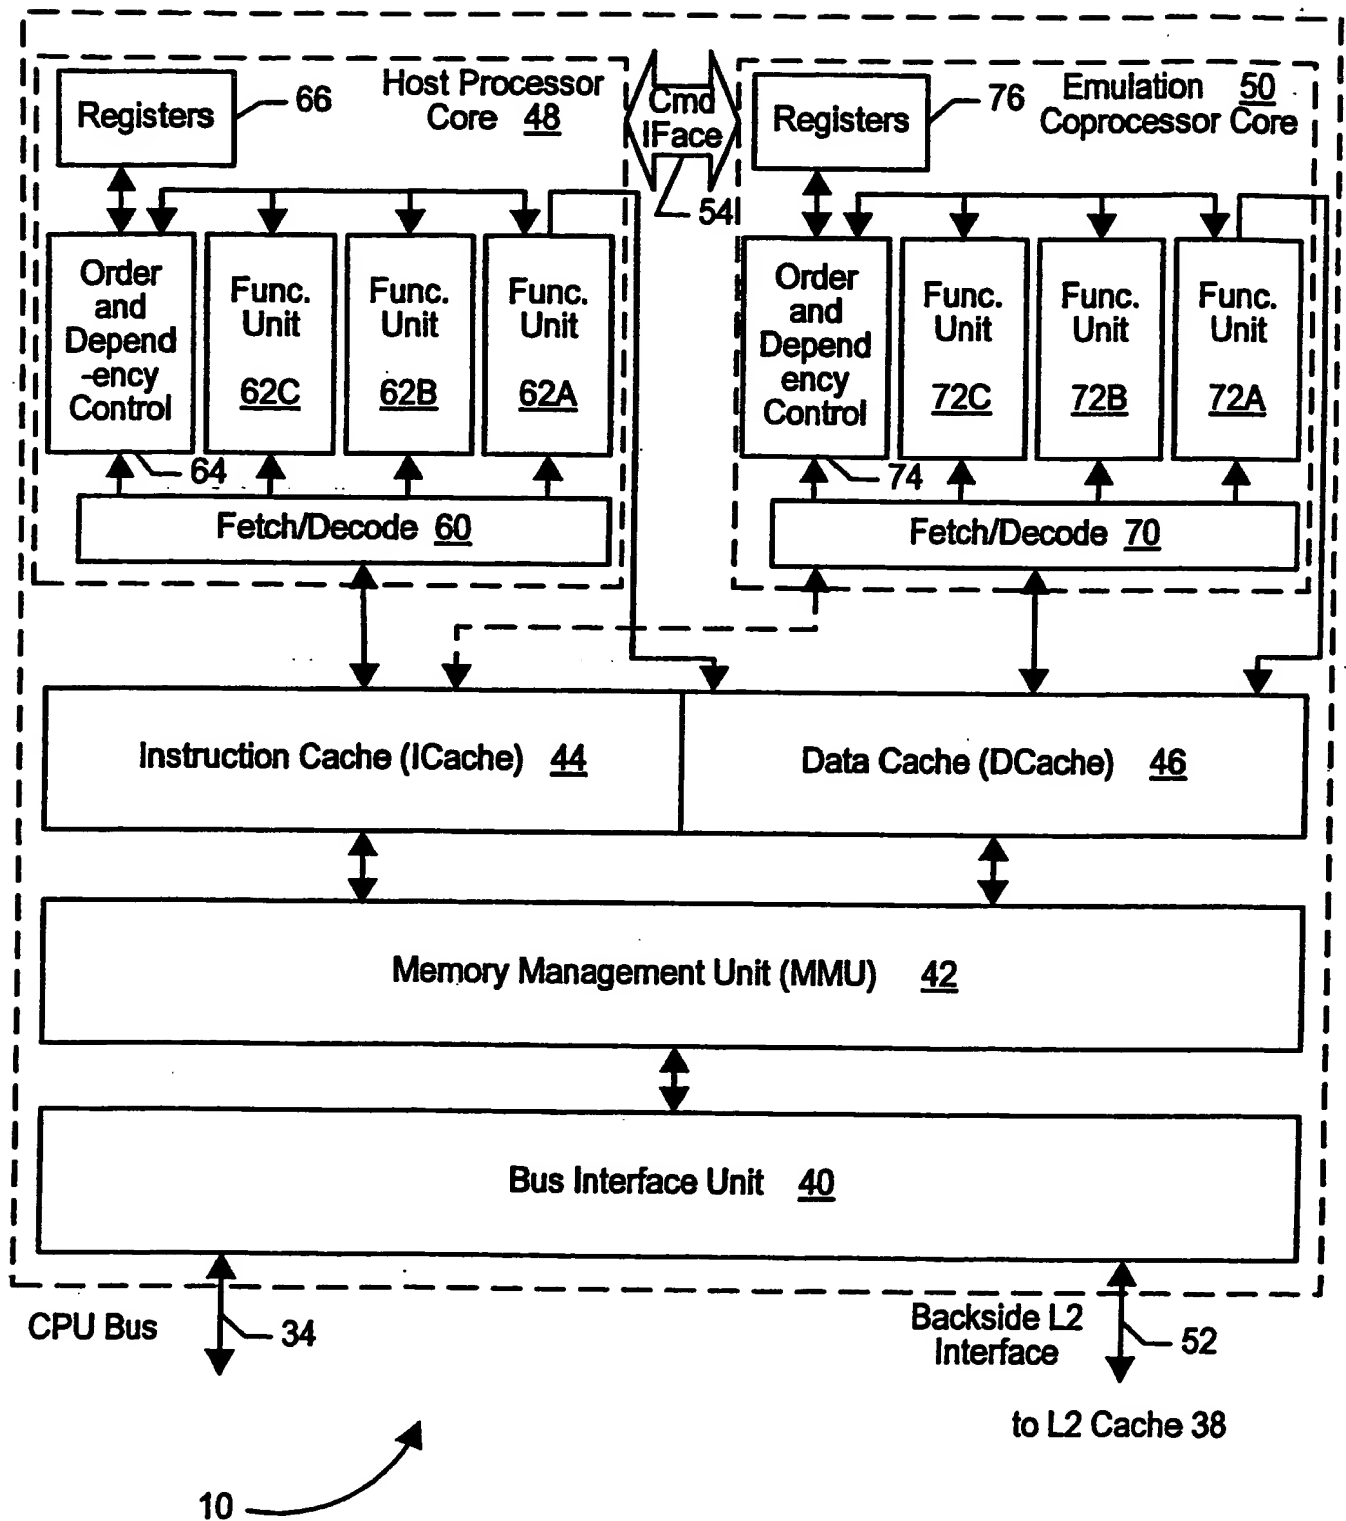 Registers
66
Host Processor
Core 48
Cmd
IFace
54
Registers
76
Emulation 50
Coprocessor Core
Order
and
Depend
-ency
Control
64
Func.
Unit
62C
Func.
Unit
62B
Func.
Unit
62A
Fetch/Decode 60
Order
and
Depend
ency
Control
74
Func.
Unit
72C
Func.
Unit
72B
Func.
Unit
72A
Fetch/Decode 70
Instruction Cache (ICache) 44
Data Cache (DCache) 46
Memory Management Unit (MMU) 42
Bus Interface Unit 40
CPU Bus
34
Backside L2
Interface
52
to L2 Cache 38
10